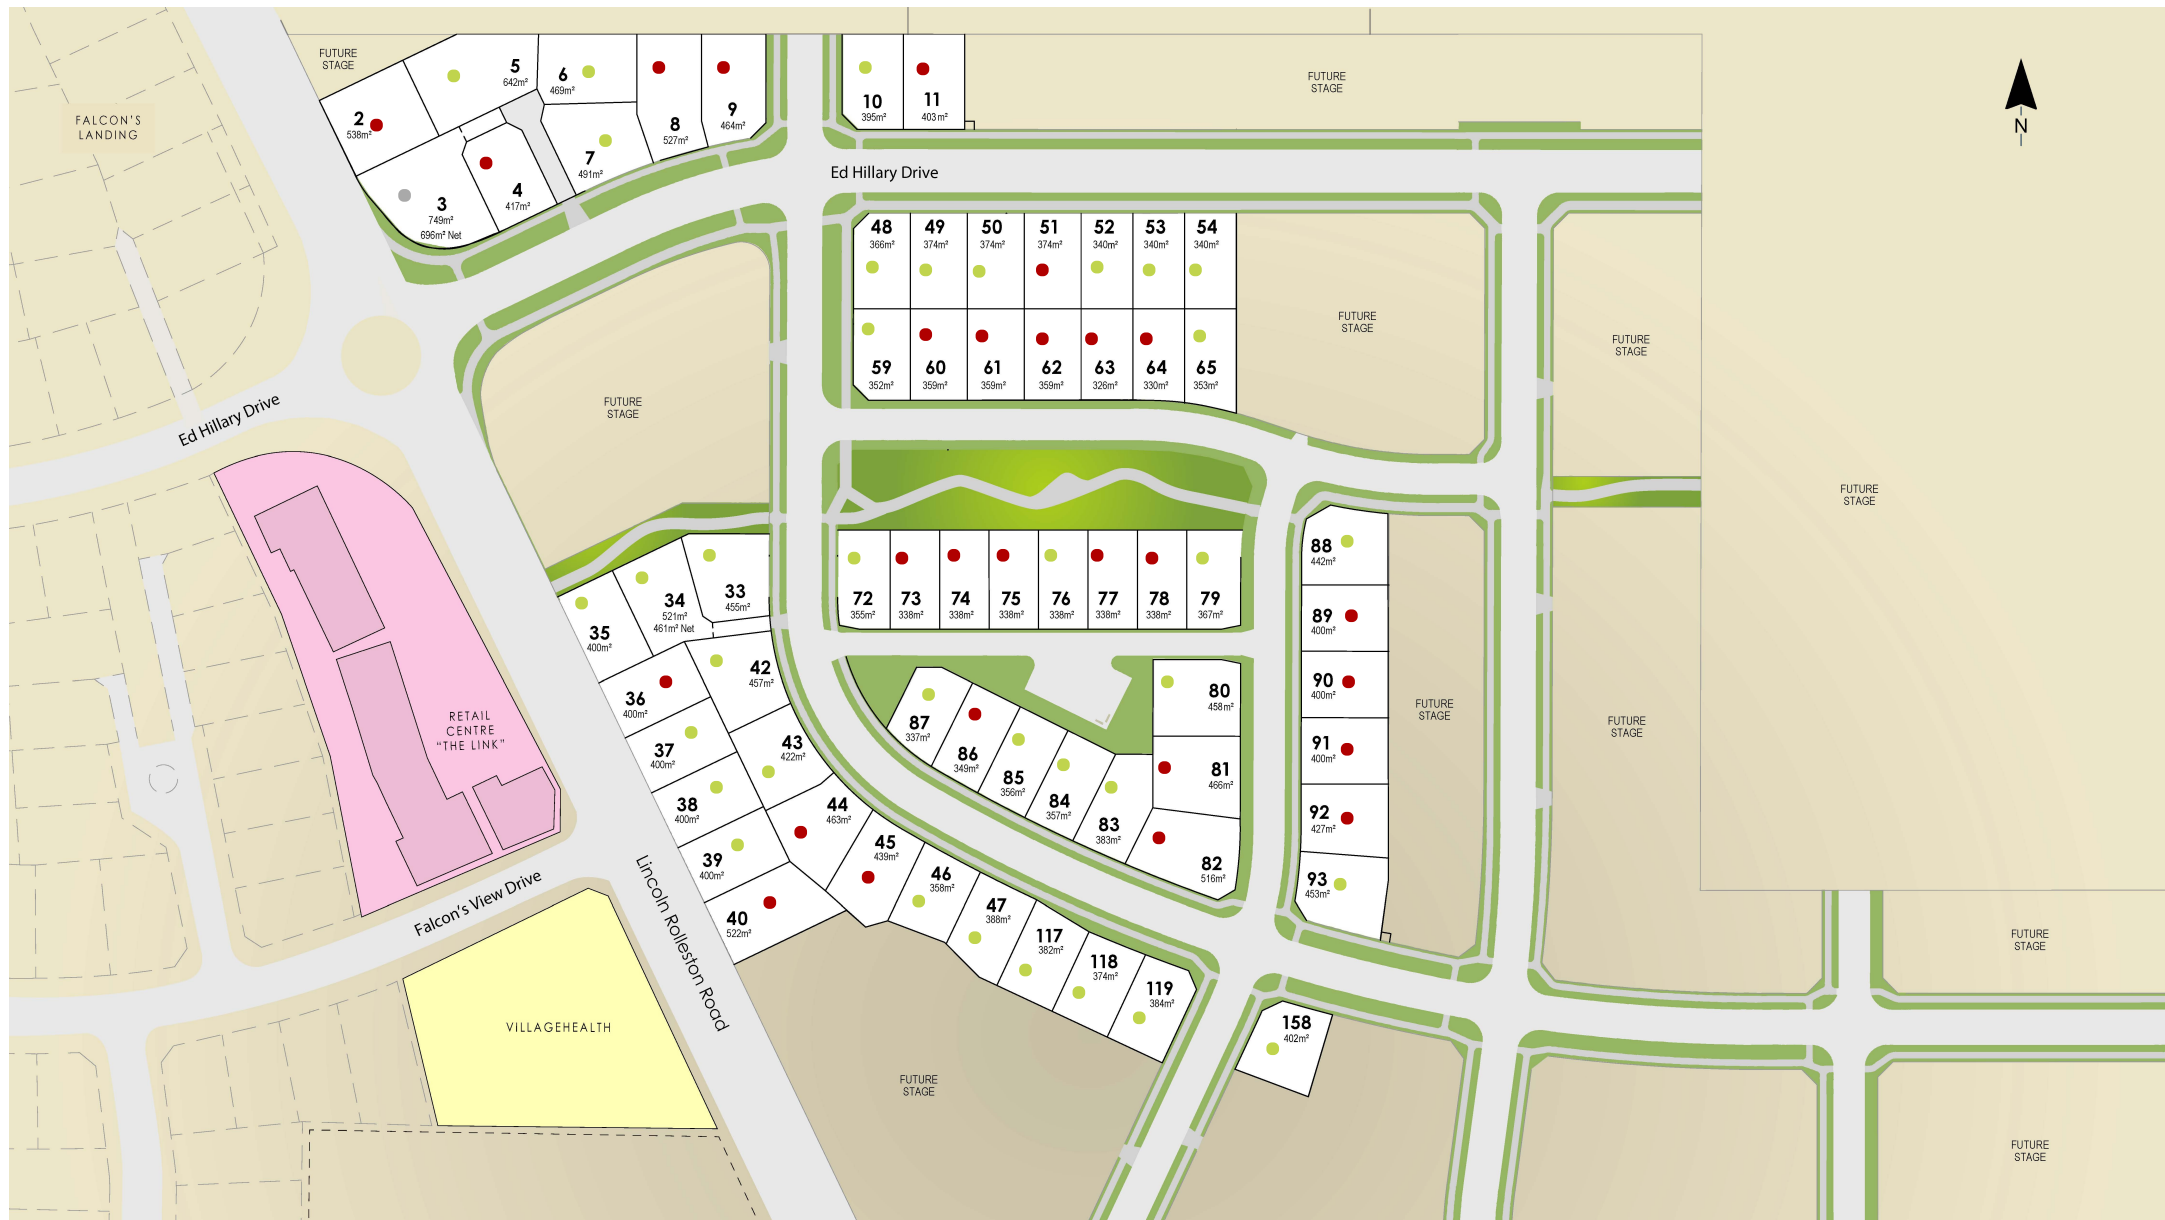 FUTURE
STAGE
5
642m²
6
469m²
2
538m²
8
527m²
9
464m²
10
395m²
11
403 m²
FUTURE
STAGE
N
FALCON'S
LANDING
7
491m²
4
417m²
3
749m²
696m² Net
Ed Hillary Drive
48
366m²
49
374m²
50
374m²
51
374m²
52
340m²
53
340m²
54
340m²
59
352m²
60
359m²
61
359m²
62
359m²
63
326m²
64
330m²
65
353m²
FUTURE
STAGE
FUTURE
STAGE
FUTURE
STAGE
Ed Hillary Drive
FUTURE
STAGE
33
455m²
34
521m²
461m² Net
35
400m²
72
355m²
73
338m²
74
338m²
75
338m²
76
338m²
77
338m²
78
338m²
79
367m²
88
442m²
89
400m²
90
400m²
91
400m²
92
427m²
93
453m²
FUTURE
STAGE
FUTURE
STAGE
RETAIL
CENTRE
"THE LINK"
36
400m²
42
457m²
37
400m²
43
422m²
38
400m²
44
463m²
39
400m²
45
439m²
40
522m²
46
358m²
47
388m²
117
382m²
118
374m²
119
384m²
87
337m²
86
349m²
85
356m²
84
357m²
83
383m²
80
458m²
81
466m²
82
516m²
158
402m²
Falcon's View Drive
Lincoln Rolleston Road
VILLAGEHEALTH
FUTURE
STAGE
FUTURE
STAGE
FUTURE
STAGE